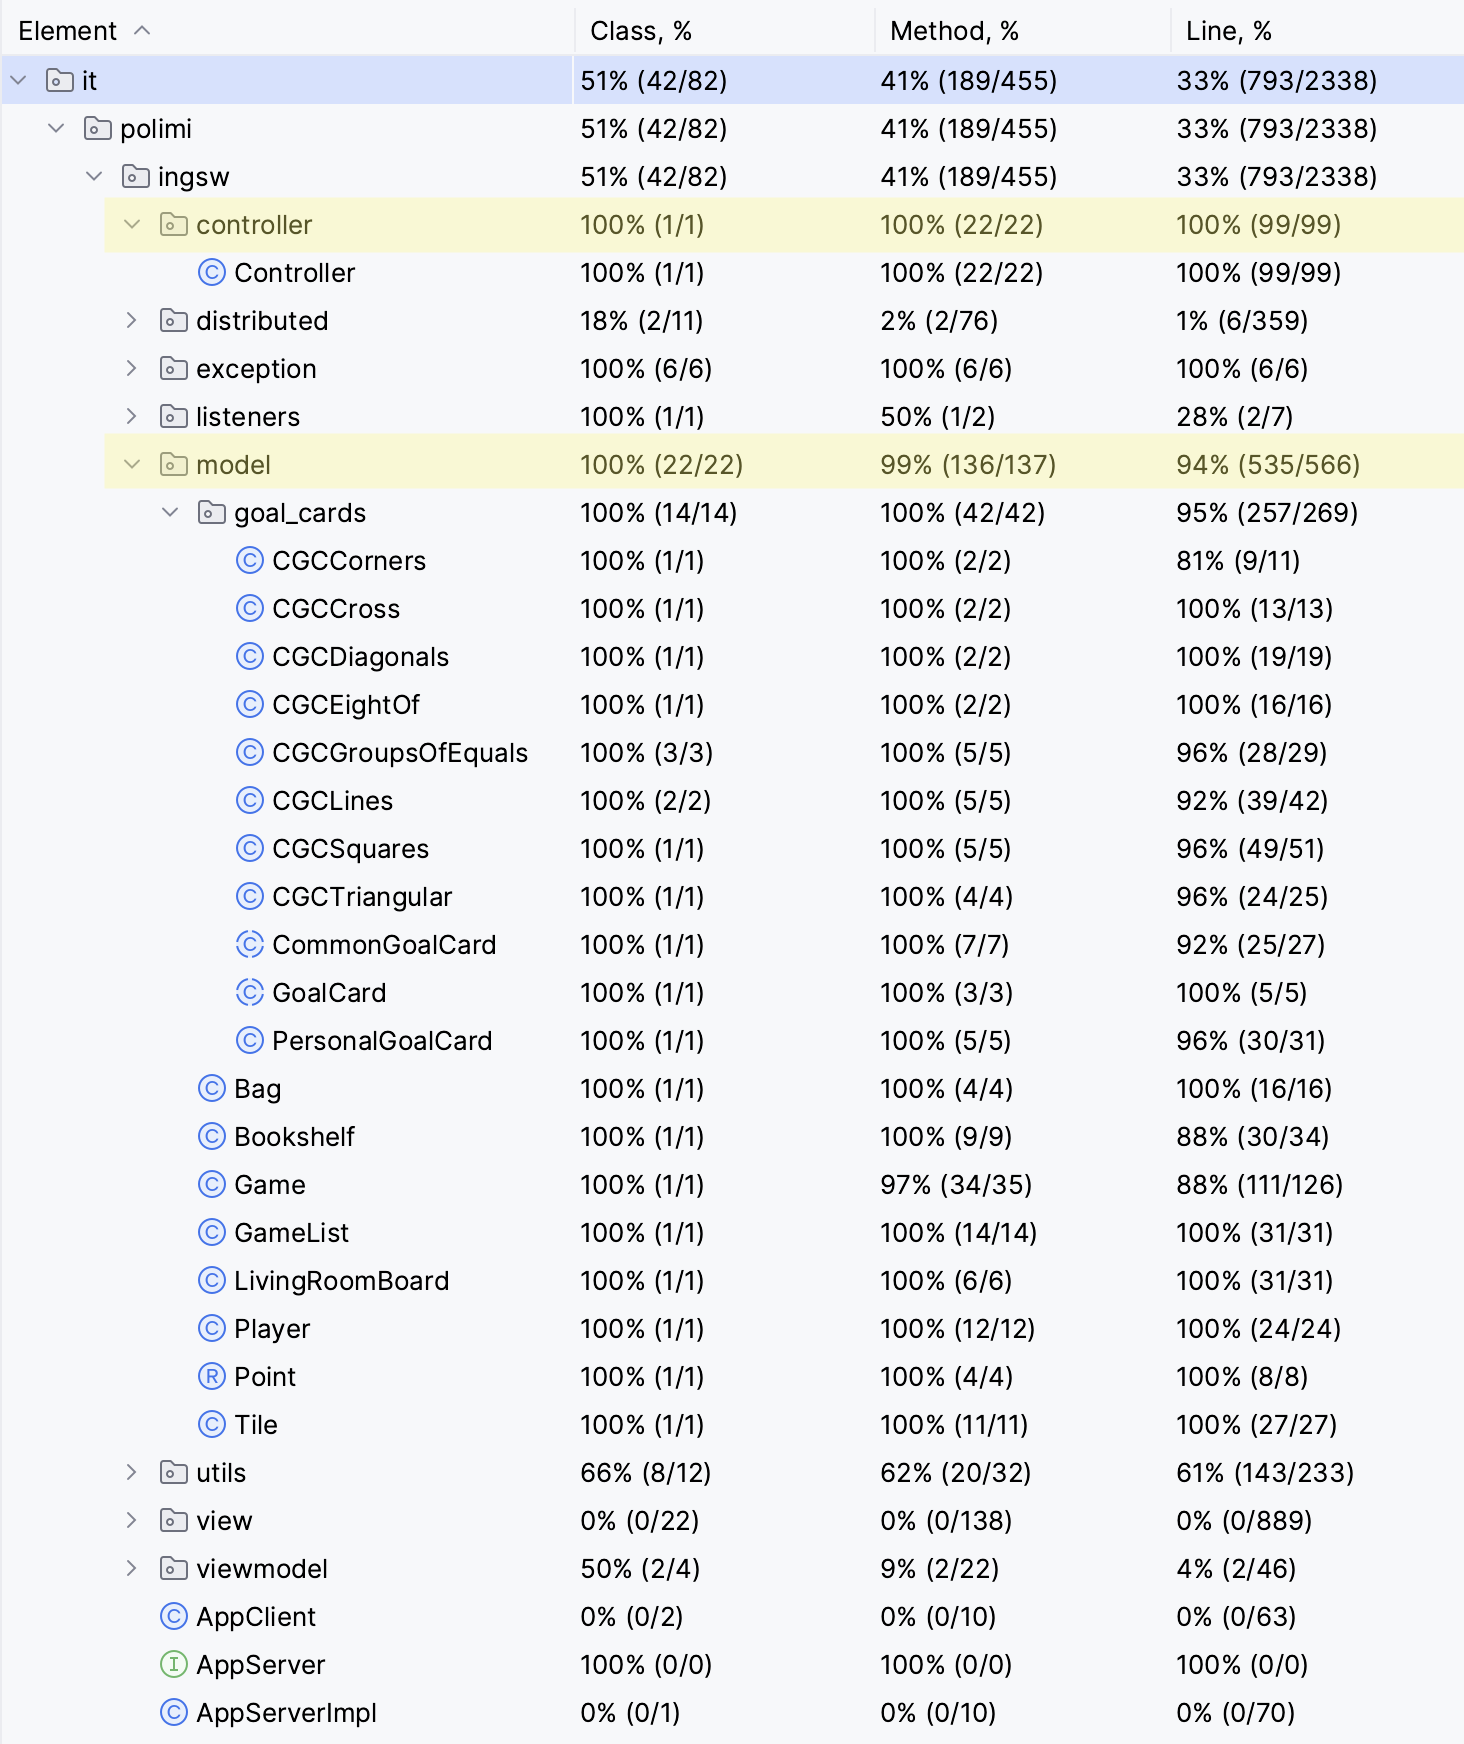 Element Class, % Method, % Line, %
it 51% (42/82) 41% (189/455) 33% (793/2338)
polimi 51% (42/82) 41% (189/455) 33% (793/2338)
ingsw 51% (42/82) 41% (189/455) 33% (793/2338)
controller 100% (1/1) 100% (22/22) 100% (99/99)
C Controller 100% (1/1) 100% (22/22) 100% (99/99)
distributed 18% (2/11) 2% (2/76) 1% (6/359)
exception 100% (6/6) 100% (6/6) 100% (6/6)
listeners 100% (1/1) 50% (1/2) 28% (2/7)
model 100% (22/22) 99% (136/137) 94% (535/566)
goal_cards 100% (14/14) 100% (42/42) 95% (257/269)
C CGCCorners 100% (1/1) 100% (2/2) 81% (9/11)
C CGCCross 100% (1/1) 100% (2/2) 100% (13/13)
C CGCDiagonals 100% (1/1) 100% (2/2) 100% (19/19)
C CGCEightOf 100% (1/1) 100% (2/2) 100% (16/16)
C CGCGroupsOfEquals 100% (3/3) 100% (5/5) 96% (28/29)
C CGCLines 100% (2/2) 100% (5/5) 92% (39/42)
C CGCSquares 100% (1/1) 100% (5/5) 96% (49/51)
C CGCTriangular 100% (1/1) 100% (4/4) 96% (24/25)
C CommonGoalCard 100% (1/1) 100% (7/7) 92% (25/27)
C GoalCard 100% (1/1) 100% (3/3) 100% (5/5)
C PersonalGoalCard 100% (1/1) 100% (5/5) 96% (30/31)
C Bag 100% (1/1) 100% (4/4) 100% (16/16)
C Bookshelf 100% (1/1) 100% (9/9) 88% (30/34)
C Game 100% (1/1) 97% (34/35) 88% (111/126)
C GameList 100% (1/1) 100% (14/14) 100% (31/31)
C LivingRoomBoard 100% (1/1) 100% (6/6) 100% (31/31)
C Player 100% (1/1) 100% (12/12) 100% (24/24)
R Point 100% (1/1) 100% (4/4) 100% (8/8)
C Tile 100% (1/1) 100% (11/11) 100% (27/27)
utils 66% (8/12) 62% (20/32) 61% (143/233)
view 0% (0/22) 0% (0/138) 0% (0/889)
viewmodel 50% (2/4) 9% (2/22) 4% (2/46)
C AppClient 0% (0/2) 0% (0/10) 0% (0/63)
I AppServer 100% (0/0) 100% (0/0) 100% (0/0)
C AppServerImpl 0% (0/1) 0% (0/10) 0% (0/70)